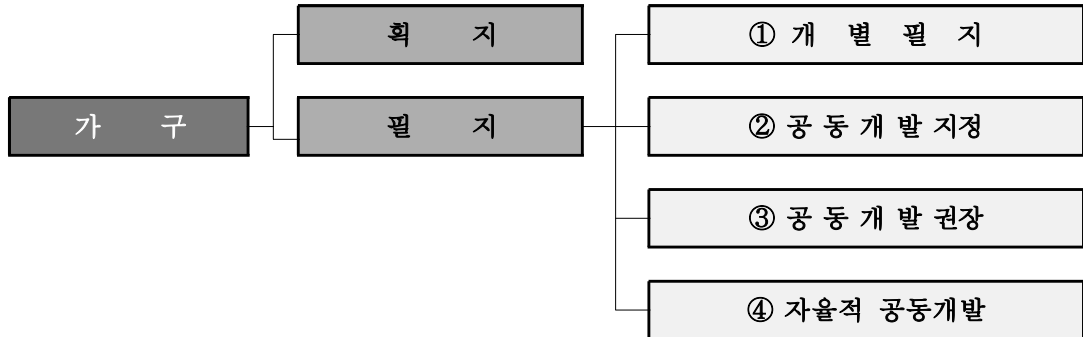 가 구
획 지
필 지
① 개 별 필 지
② 공 동 개 발 지정
③ 공 동 개 발 권장
④ 자율적 공동개발